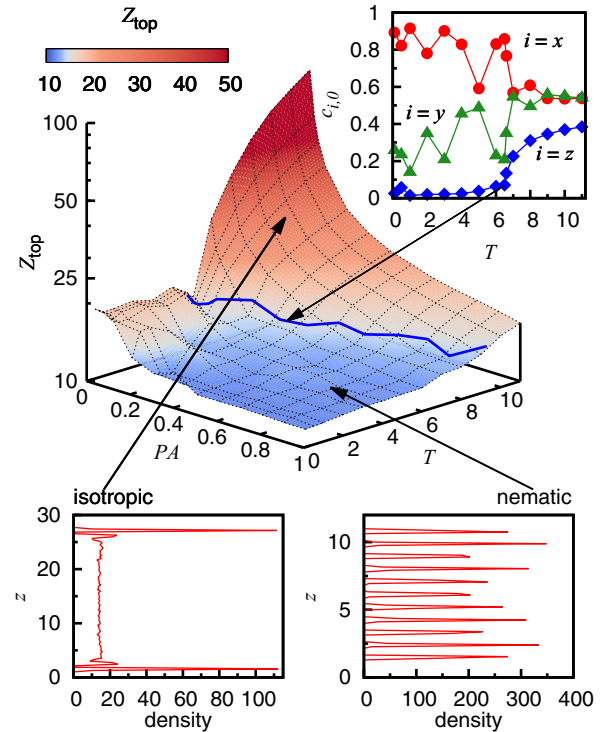 Z_top
10 20 30 40 50
100
50
25
10
Z_top
0 0.2 0.4 0.6 0.8 1
PA
0 2 4 6 8 10
T
1
0.8
0.6
0.4
0.2
0
c_{i,0}
i = x
i = y
i = z
0 2 4 6 8 10
T
isotropic
30
20
10
0
z
0 20 40 60 80 100
density
nematic
10
5
0
z
0 100 200 300 400
density